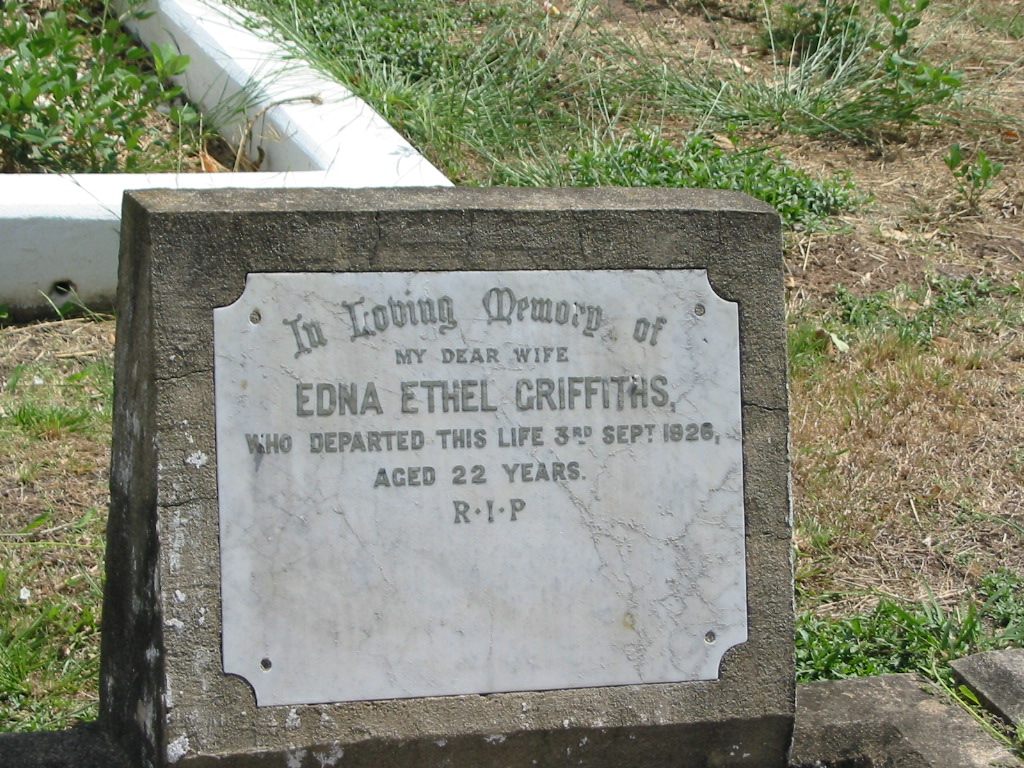 In Loving Memory of
MY DEAR WIFE
EDNA ETHEL GRIFFITHS,
WHO DEPARTED THIS LIFE 3RD SEPT 1926,
AGED 22 YEARS.
R·I·P